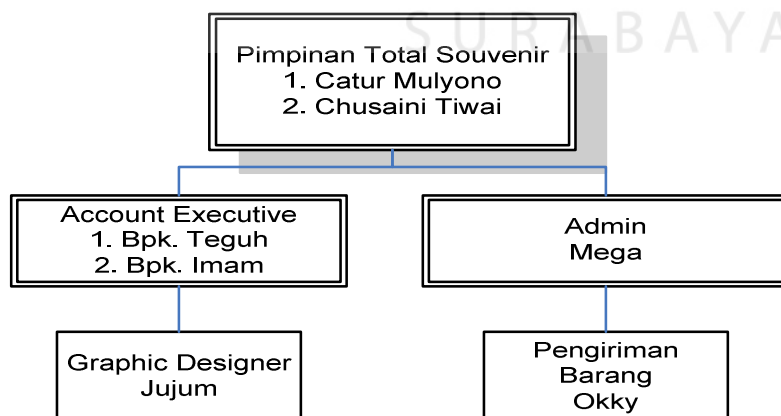 SURABAYA
Pimpinan Total Souvenir
1. Catur Mulyono
2. Chusaini Tiwai
Account Executive
1. Bpk. Teguh
2. Bpk. Imam
Admin
Mega
Graphic Designer
Jujum
Pengiriman
Barang
Okky